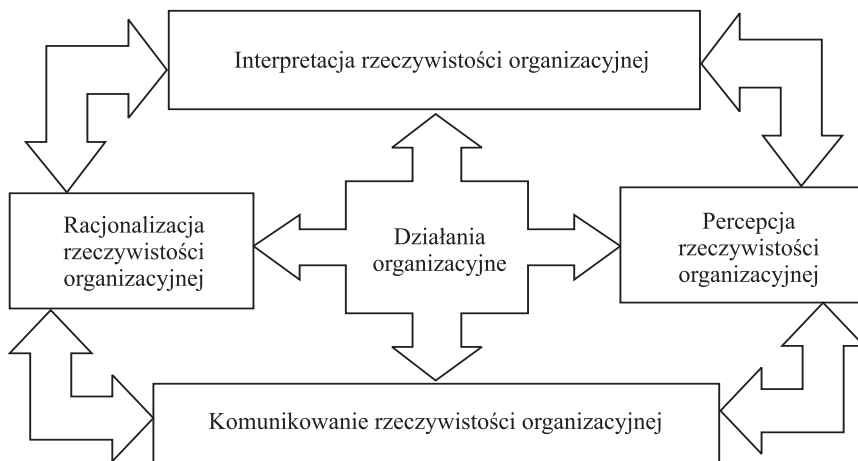 Interpretacja rzeczywistości organizacyjnej
Racjonalizacja
rzeczywistości
organizacyjnej
Działania
organizacyjne
Percepcja
rzeczywistości
organizacyjnej
Komunikowanie rzeczywistości organizacyjnej